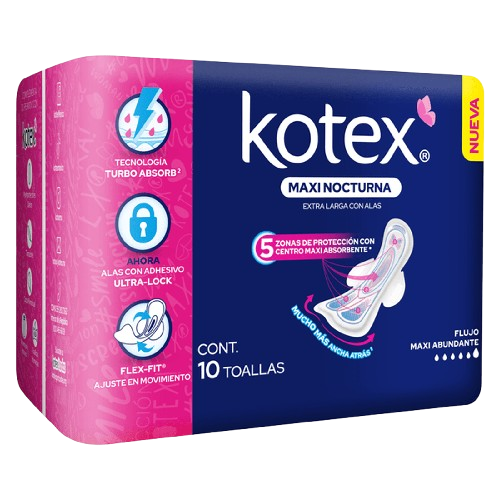 TECNOLOGÍA
TURBO ABSORB²
AHORA
ALAS CON ADHESIVO
ULTRA-LOCK
FLEX-FIT®
AJUSTE EN MOVIMIENTO
kotex®
NUEVA
MAXI NOCTURNA
EXTRA LARGA CON ALAS
5 ZONAS DE PROTECCIÓN CON
CENTRO MAXI ABSORBENTE*
MUCHO MÁS ANCHA ATRÁS¹
FLUJO
MAXI ABUNDANTE
CONT.
10 TOALLAS